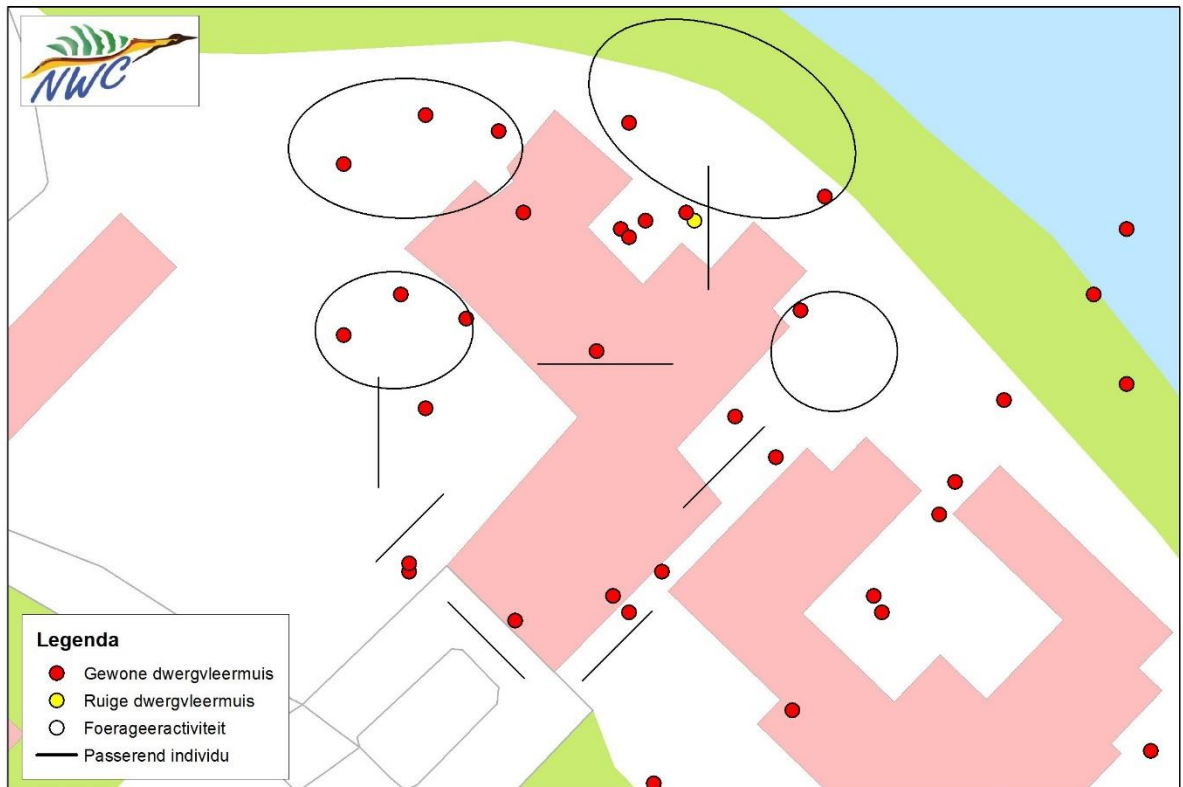 NWC
Legenda
Gewone dwergvleermuis
Ruige dwergvleermuis
Foerageeractiviteit
Passerend individu